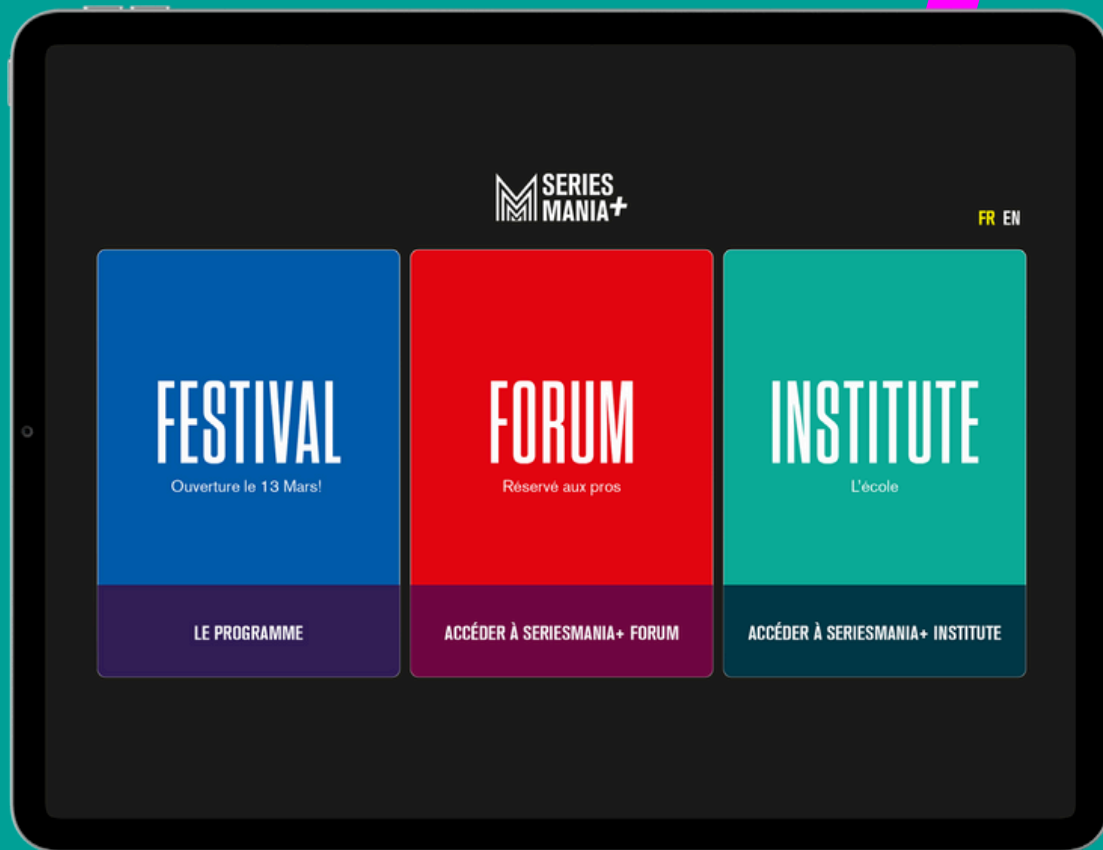 SERIES
MANIA+
FR EN
FESTIVAL
Ouverture le 13 Mars!
LE PROGRAMME
FORUM
Réservé aux pros
ACCÉDER À SERIESMANIA+ FORUM
INSTITUTE
L'école
ACCÉDER À SERIESMANIA+ INSTITUTE